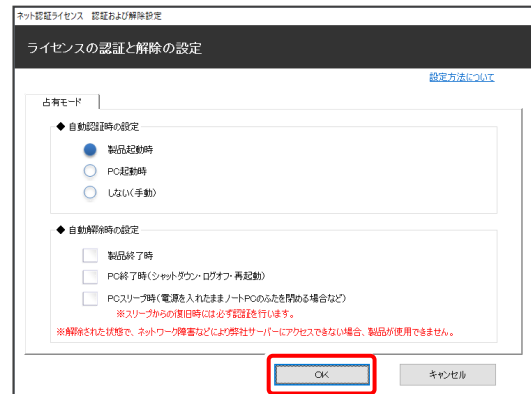 ネット認証ライセンス 認証および解除設定
ライセンスの認証と解除の設定
設定方法について
占有モード
◆ 自動認証時の設定
製品起動時
PC起動時
しない(手動)
◆ 自動解除時の設定
製品終了時
PC終了時(シャットダウン・ログオフ・再起動)
PCスリープ時(電源を入れたままノートPCのふたを閉める場合など)
※スリープからの復旧時には必ず認証を行います。
※解除された状態で、ネットワーク障害などにより弊社サーバーにアクセスできない場合、製品が使用できません。
OK
キャンセル